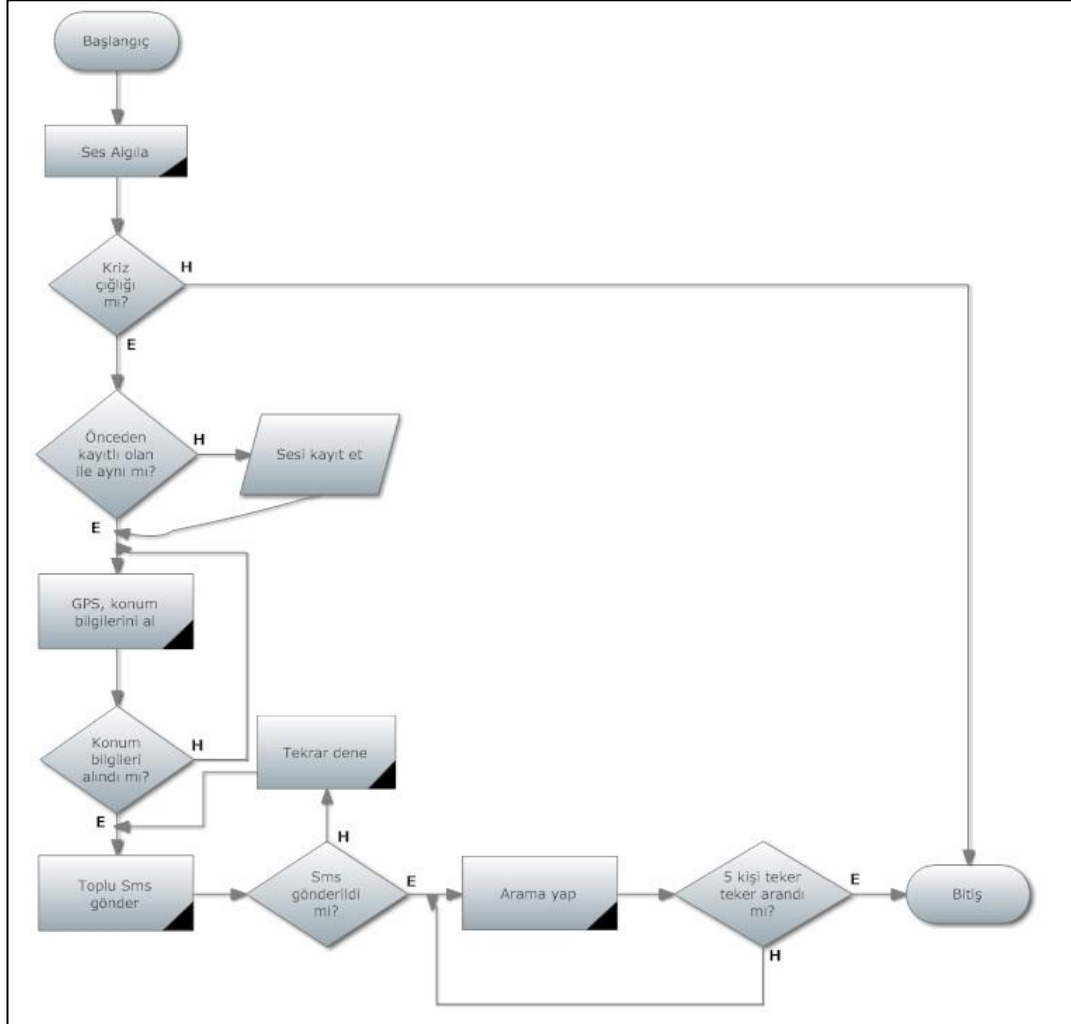 Başlangıç
Ses Algıla
Kriz
çığlığı
mı?
H
E
Önceden
kayıtlı olan
ile aynı mı?
H
Sesi kayıt et
E
GPS, konum
bilgilerini al
Konum
bilgileri
alındı mı?
H
Tekrar dene
E
H
Toplu Sms
gönder
Sms
gönderildi
mi?
E
Arama yap
5 kişi teker
teker arandı
mı?
E
Bitiş
H